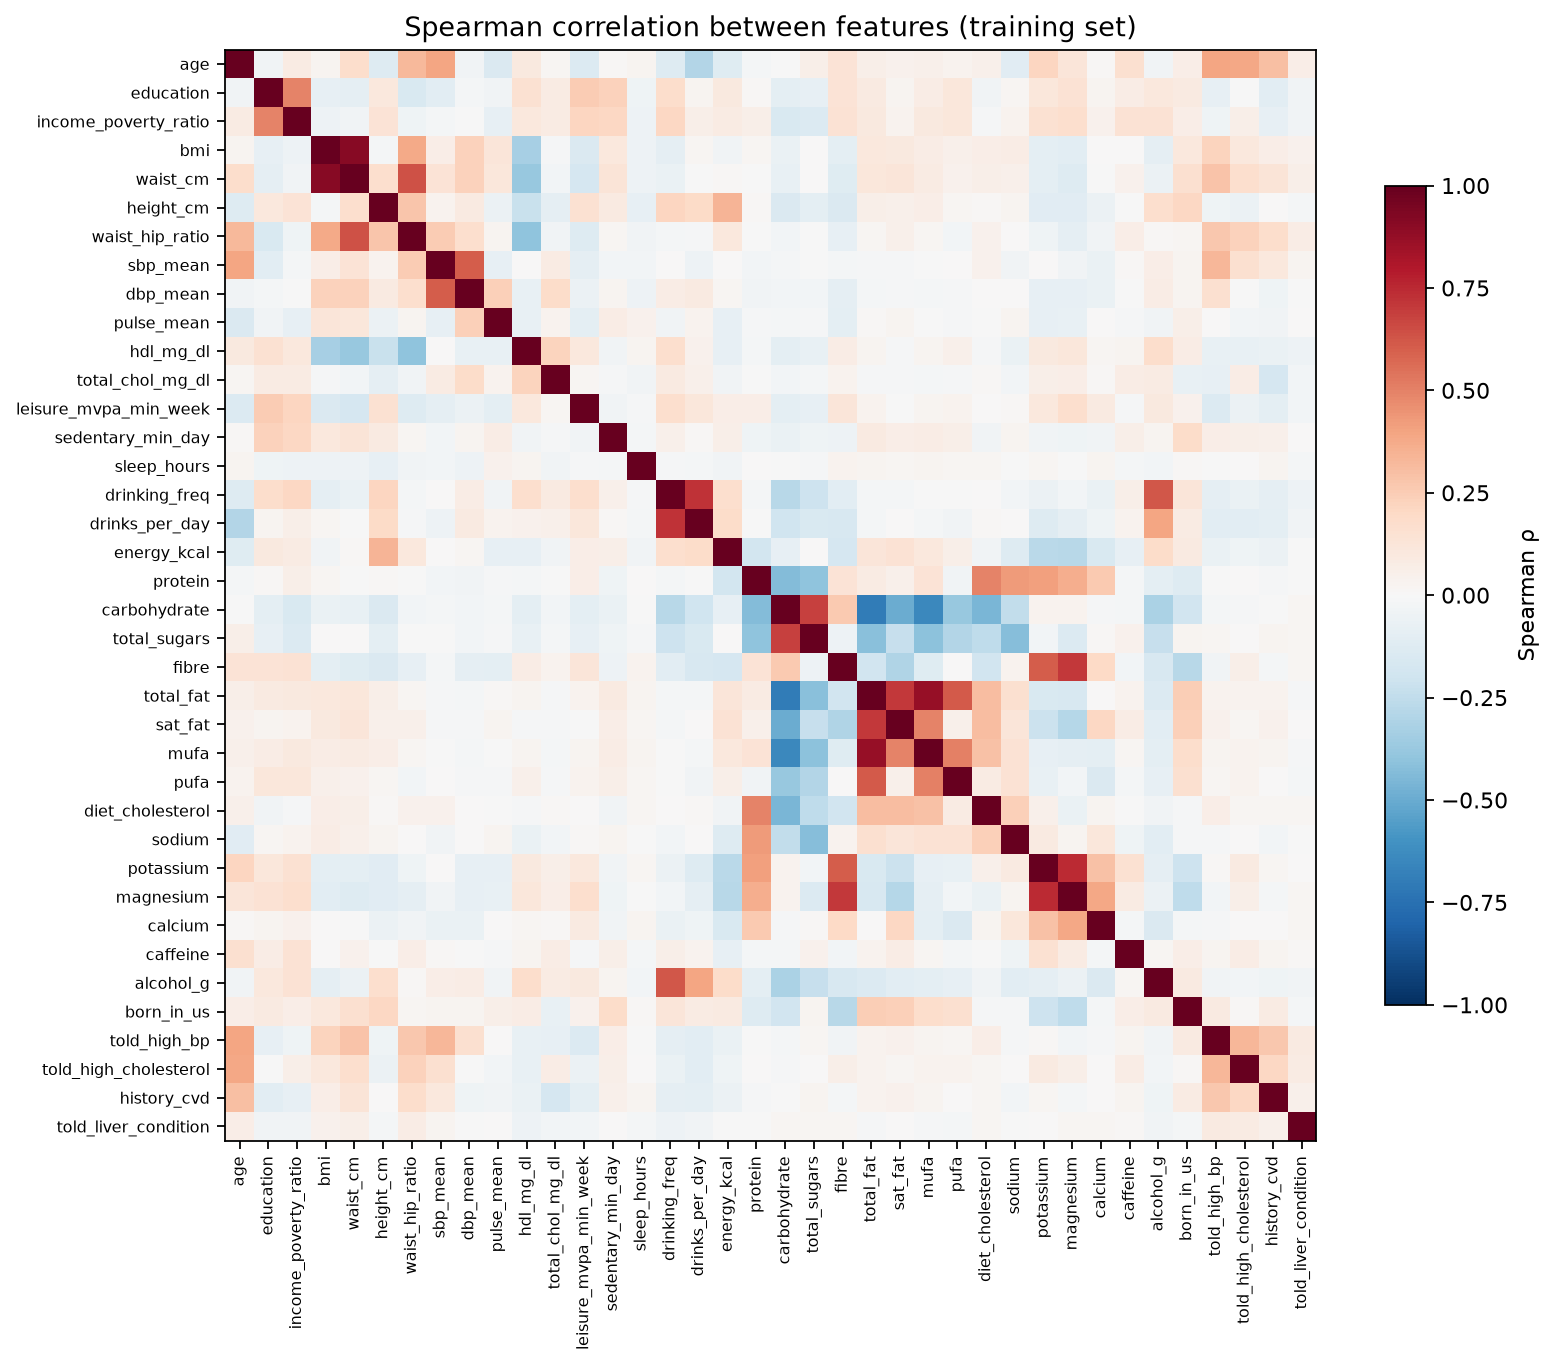 Spearman correlation between features (training set)
age
education
income_poverty_ratio
bmi
waist_cm
height_cm
waist_hip_ratio
sbp_mean
dbp_mean
pulse_mean
hdl_mg_dl
total_chol_mg_dl
leisure_mvpa_min_week
sedentary_min_day
sleep_hours
drinking_freq
drinks_per_day
energy_kcal
protein
carbohydrate
total_sugars
fibre
total_fat
sat_fat
mufa
pufa
diet_cholesterol
sodium
potassium
magnesium
calcium
caffeine
alcohol_g
born_in_us
told_high_bp
told_high_cholesterol
history_cvd
told_liver_condition
age
education
income_poverty_ratio
bmi
waist_cm
height_cm
waist_hip_ratio
sbp_mean
dbp_mean
pulse_mean
hdl_mg_dl
total_chol_mg_dl
leisure_mvpa_min_week
sedentary_min_day
sleep_hours
drinking_freq
drinks_per_day
energy_kcal
protein
carbohydrate
total_sugars
fibre
total_fat
sat_fat
mufa
pufa
diet_cholesterol
sodium
potassium
magnesium
calcium
caffeine
alcohol_g
born_in_us
told_high_bp
told_high_cholesterol
history_cvd
told_liver_condition
1.00
0.75
0.50
0.25
0.00
−0.25
−0.50
−0.75
−1.00
Spearman ρ